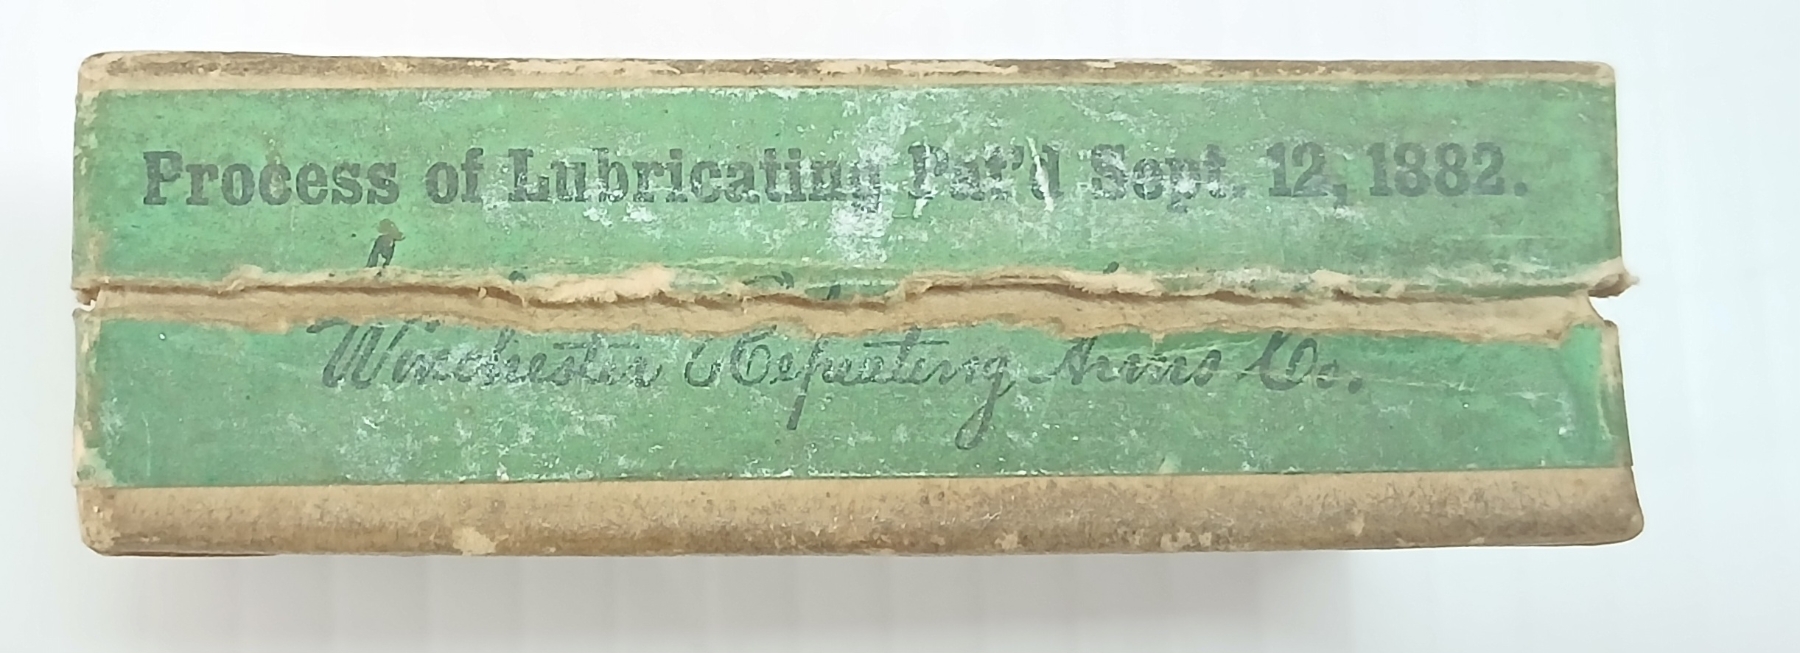 Process of Lubricating Pat'd Sept. 12, 1882.
Winchester Repeating Arms Co.